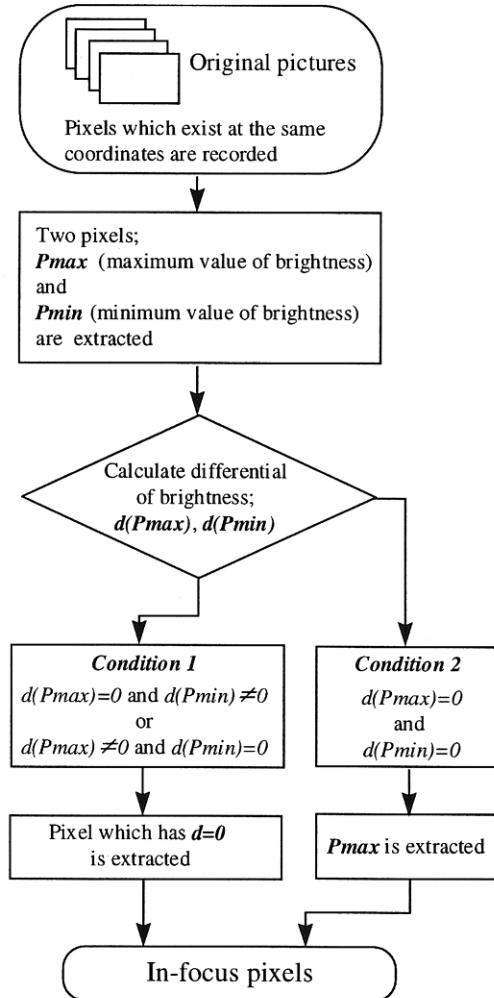 Original pictures
Pixels which exist at the same
coordinates are recorded
Two pixels;
Pmax (maximum value of brightness)
and
Pmin (minimum value of brightness)
are extracted
Calculate differential
of brightness;
d(Pmax), d(Pmin)
Condition 1
d(Pmax)=0 and d(Pmin)≠0
or
d(Pmax)≠0 and d(Pmin)=0
Condition 2
d(Pmax)=0
and
d(Pmin)=0
Pixel which has d=0
is extracted
Pmax is extracted
In-focus pixels